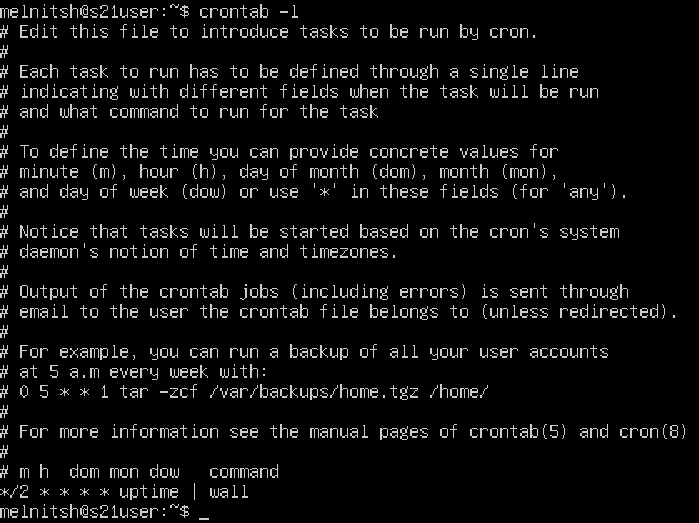 melnitsh@s21user:~$ crontab -l
# Edit this file to introduce tasks to be run by cron.
#
# Each task to run has to be defined through a single line
# indicating with different fields when the task will be run
# and what command to run for the task
#
# To define the time you can provide concrete values for
# minute (m), hour (h), day of month (dom), month (mon),
# and day of week (dow) or use '*' in these fields (for 'any').
#
# Notice that tasks will be started based on the cron's system
# daemon's notion of time and timezones.
#
# Output of the crontab jobs (including errors) is sent through
# email to the user the crontab file belongs to (unless redirected).
#
# For example, you can run a backup of all your user accounts
# at 5 a.m every week with:
# 0 5 * * 1 tar -zcf /var/backups/home.tgz /home/
#
# For more information see the manual pages of crontab(5) and cron(8)
#
# m h  dom mon dow   command
*/2 * * * * uptime | wall
melnitsh@s21user:~$ _